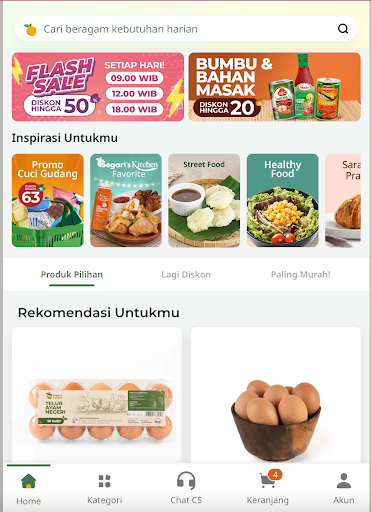 Cari beragam kebutuhan harian
FLASH
SALE
DISKON
HINGGA 50
SETIAP HARI!
09.00 WIB
12.00 WIB
18.00 WIB
BUMBU &
BAHAN
MASAK
DISKON
HINGGA 20
Inspirasi Untukmu
Promo
Cuci Gudang
63
Segari's Kitchen
Favorite
Street Food
Healthy
Food
Sara
Pra
Produk Pilihan
Lagi Diskon
Paling Murah!
Rekomendasi Untukmu
TELUR
AYAM
NEGERI
10 butir
4
Home
Kategori
Chat CS
Keranjang
Akun